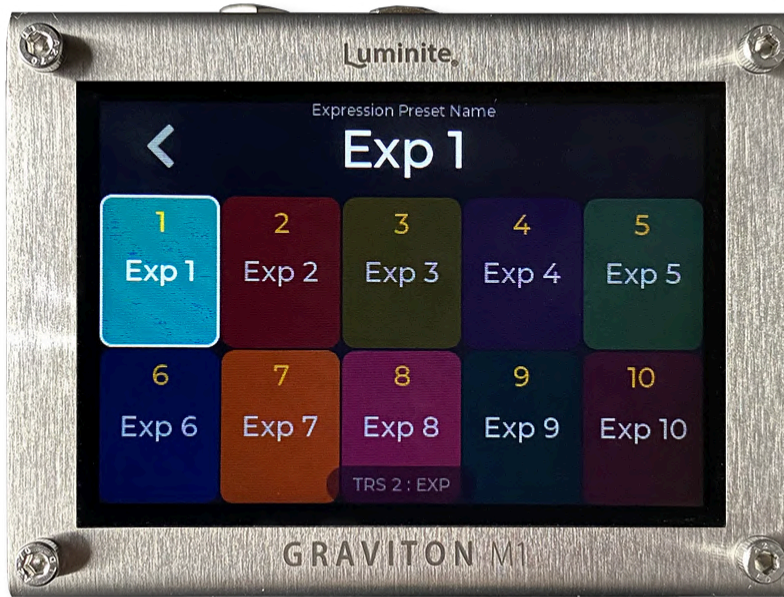 Luminite
Expression Preset Name
Exp 1
1 2 3 4 5
Exp 1 Exp 2 Exp 3 Exp 4 Exp 5
6 7 8 9 10
Exp 6 Exp 7 Exp 8 Exp 9 Exp 10
TRS 2 : EXP
GRAVITON M1